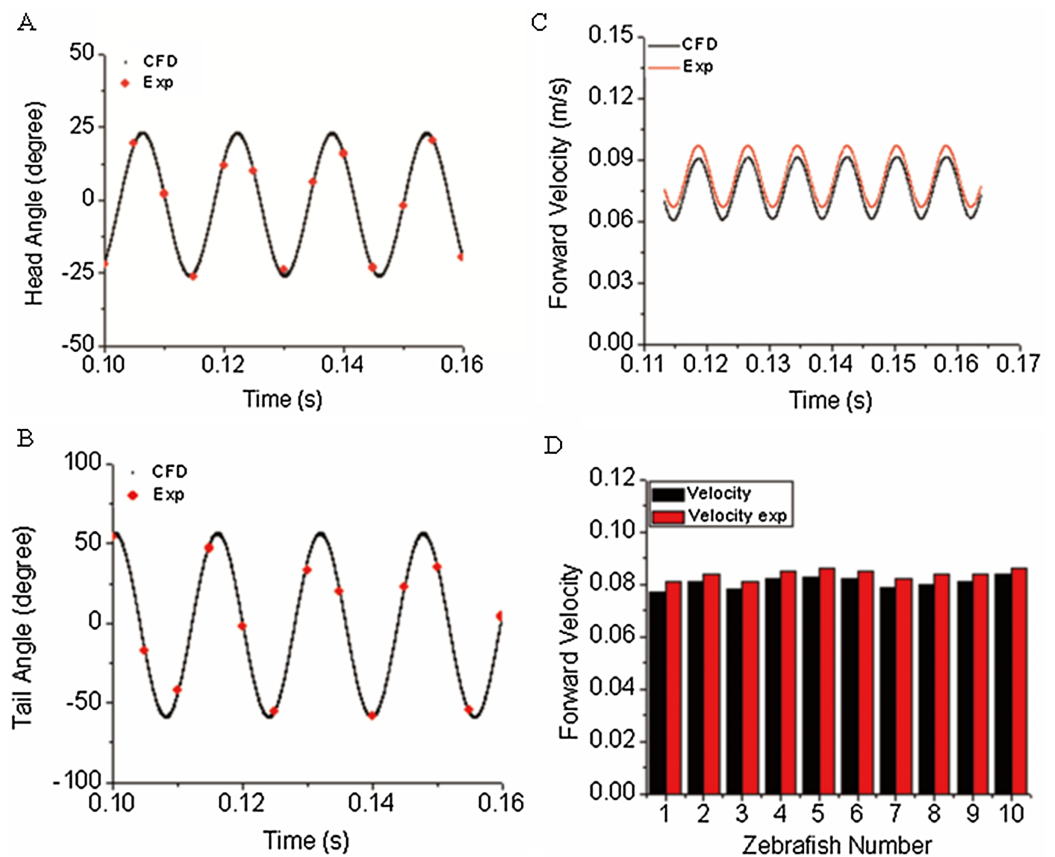 A
50
25
0
-25
-50
Head Angle (degree)
CFD
Exp
0.10
0.12
0.14
0.16
Time (s)
C
0.15
0.12
0.09
0.06
0.03
0.00
Forward Velocity (m/s)
CFD
Exp
0.11
0.12
0.13
0.14
0.15
0.16
0.17
Time (s)
B
100
50
0
-50
-100
Tail Angle (degree)
CFD
Exp
0.10
0.12
0.14
0.16
Time (s)
D
0.12
0.10
0.08
0.06
0.04
0.02
0.00
Forward Velocity
Velocity
Velocity exp
1
2
3
4
5
6
7
8
9
10
Zebrafish Number